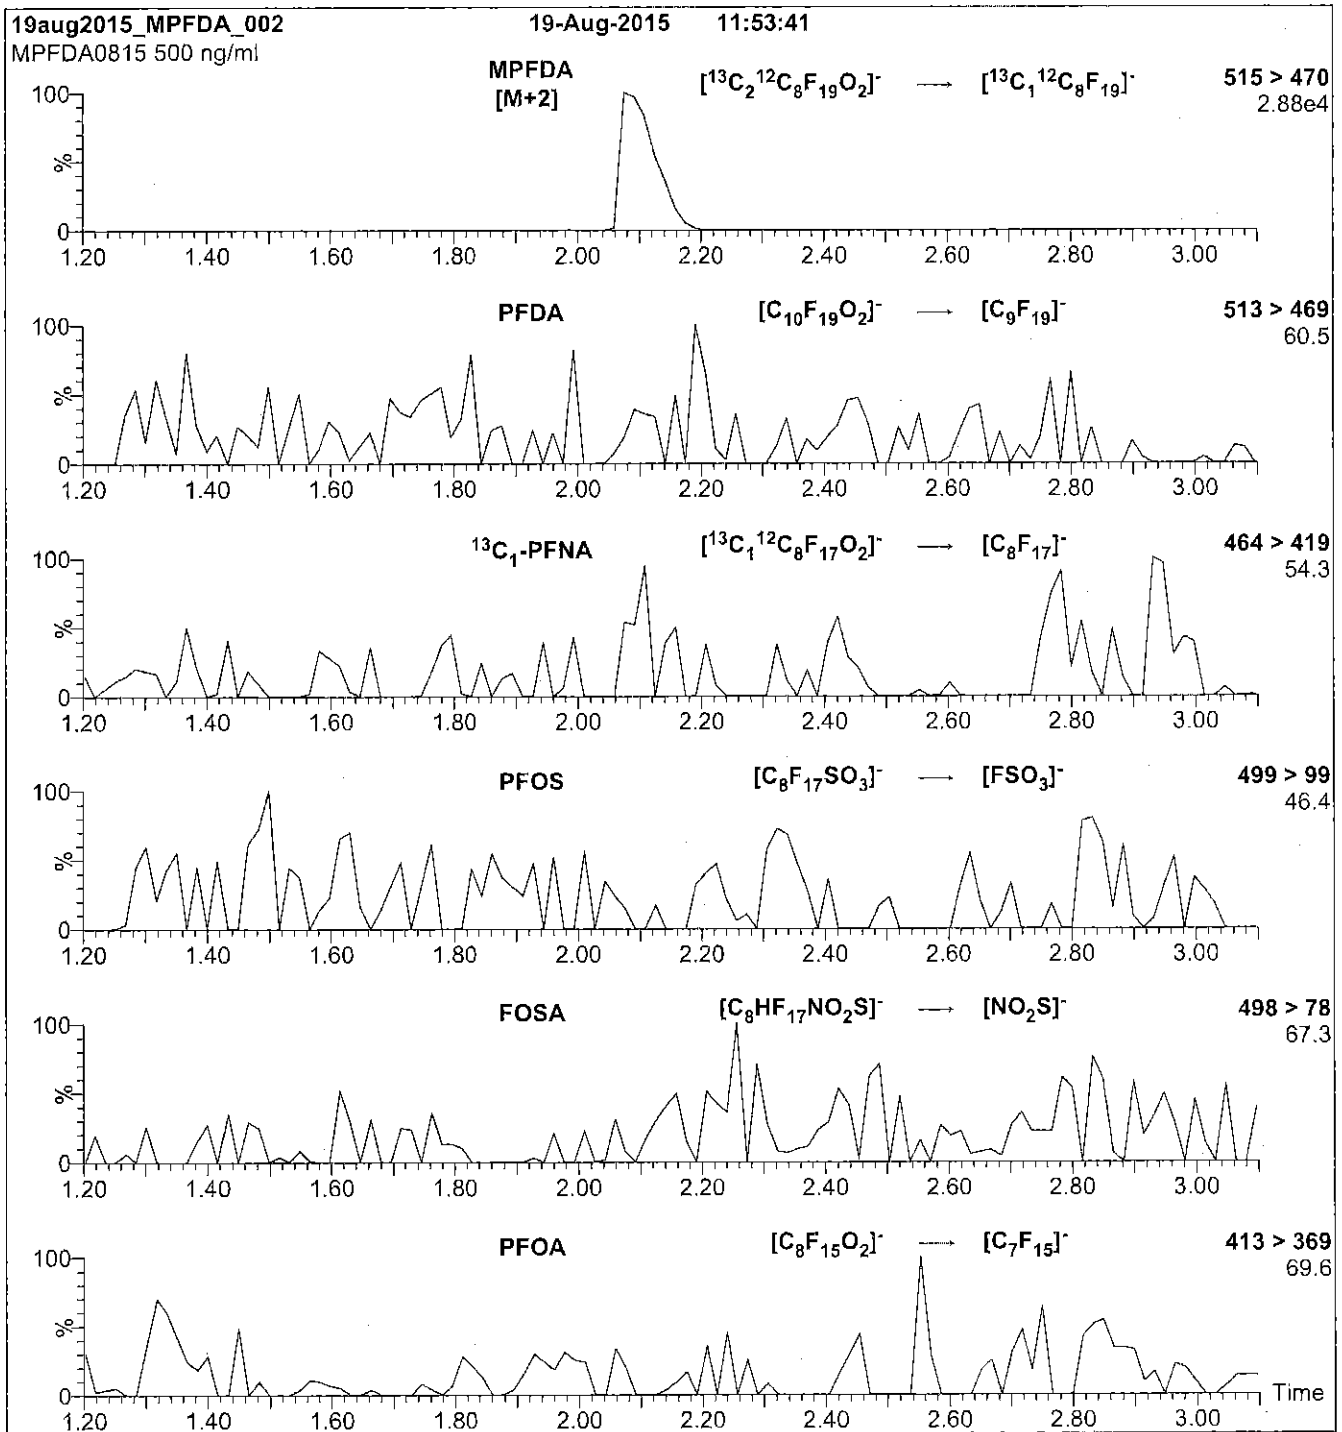 19aug2015_MPFDA_002 19-Aug-2015 11:53:41
MPFDA0815 500 ng/ml
MPFDA [¹³C₂¹²C₈F₁₉O₂]⁻ → [¹³C₁¹²C₈F₁₉]⁻ 515 > 470
[M+2] 2.88e4
100
%
0
1.20 1.40 1.60 1.80 2.00 2.20 2.40 2.60 2.80 3.00
PFDA [C₁₀F₁₉O₂]⁻ → [C₉F₁₉]⁻ 513 > 469
60.5
100
%
0
1.20 1.40 1.60 1.80 2.00 2.20 2.40 2.60 2.80 3.00
¹³C₁-PFNA [¹³C₁¹²C₈F₁₇O₂]⁻ → [C₈F₁₇]⁻ 464 > 419
54.3
100
%
0
1.20 1.40 1.60 1.80 2.00 2.20 2.40 2.60 2.80 3.00
PFOS [C₈F₁₇SO₃]⁻ → [FSO₃]⁻ 499 > 99
46.4
100
%
0
1.20 1.40 1.60 1.80 2.00 2.20 2.40 2.60 2.80 3.00
FOSA [C₈HF₁₇NO₂S]⁻ → [NO₂S]⁻ 498 > 78
67.3
100
%
0
1.20 1.40 1.60 1.80 2.00 2.20 2.40 2.60 2.80 3.00
PFOA [C₈F₁₅O₂]⁻ → [C₇F₁₅]⁻ 413 > 369
69.6
100
%
0 Time
1.20 1.40 1.60 1.80 2.00 2.20 2.40 2.60 2.80 3.00